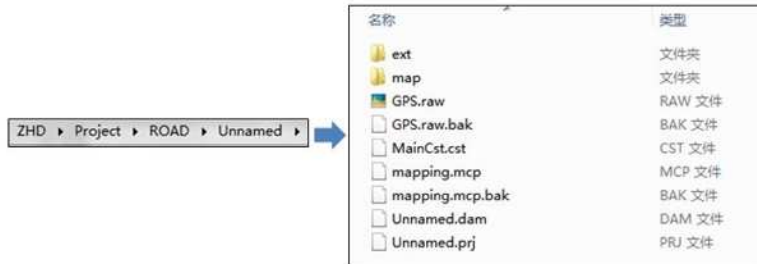 ZHD ▸ Project ▸ ROAD ▸ Unnamed ▸
名称 类型
ext 文件夹
map 文件夹
GPS.raw RAW 文件
GPS.raw.bak BAK 文件
MainCst.cst CST 文件
mapping.mcp MCP 文件
mapping.mcp.bak BAK 文件
Unnamed.dam DAM 文件
Unnamed.prj PRJ 文件